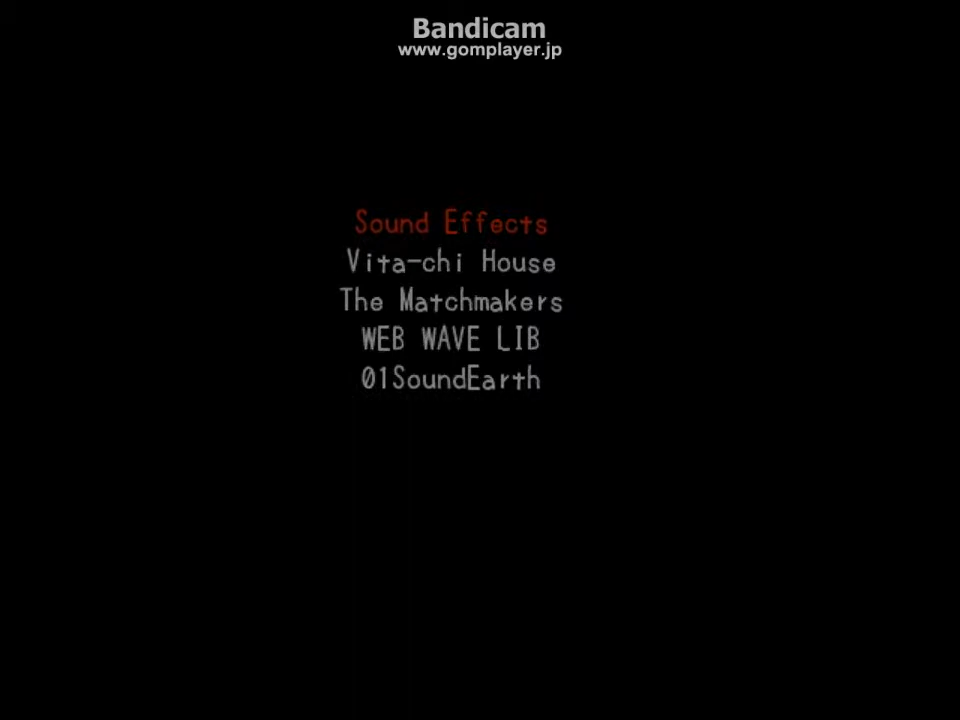 Bandicam
www.gomplayer.jp
Sound Effects
Vita-chi House
The Matchmakers
WEB WAVE LIB
01SoundEarth